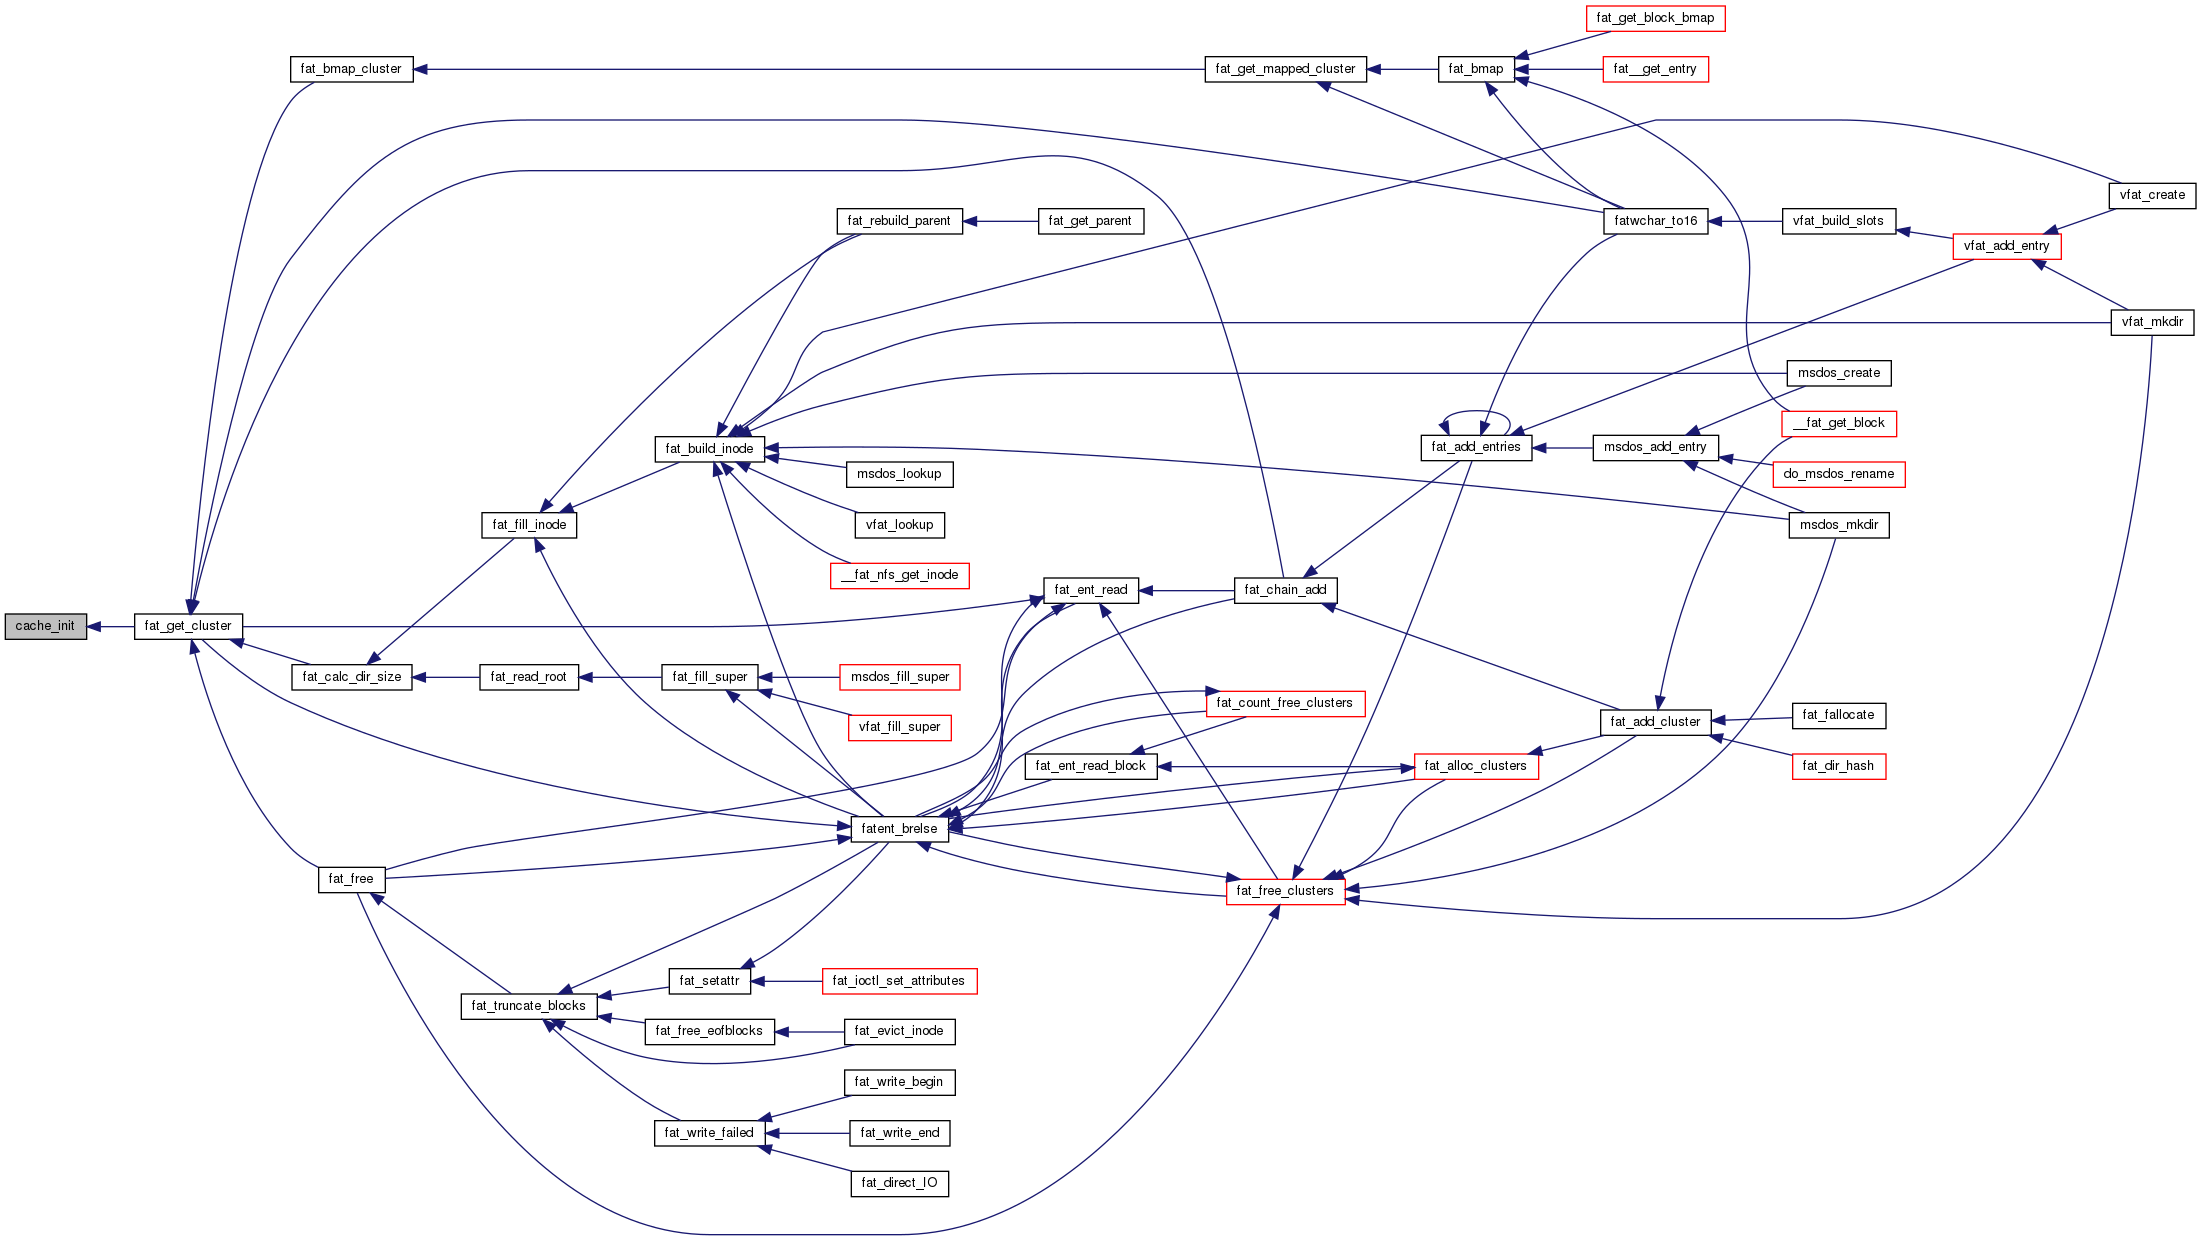 fat_get_block_bmap
fat_bmap_cluster
fat_get_mapped_cluster
fat_bmap
fat__get_entry
vfat_create
fat_rebuild_parent
fat_get_parent
fatwchar_to16
vfat_build_slots
vfat_add_entry
vfat_mkdir
msdos_create
__fat_get_block
fat_build_inode
fat_add_entries
msdos_add_entry
msdos_lookup
do_msdos_rename
fat_fill_inode
vfat_lookup
msdos_mkdir
__fat_nfs_get_inode
fat_ent_read
fat_chain_add
cache_init
fat_get_cluster
fat_calc_dir_size
fat_read_root
fat_fill_super
msdos_fill_super
fat_count_free_clusters
fat_add_cluster
fat_fallocate
vfat_fill_super
fat_ent_read_block
fat_alloc_clusters
fat_dir_hash
fatent_brelse
fat_free
fat_free_clusters
fat_setattr
fat_ioctl_set_attributes
fat_truncate_blocks
fat_free_eofblocks
fat_evict_inode
fat_write_begin
fat_write_failed
fat_write_end
fat_direct_IO